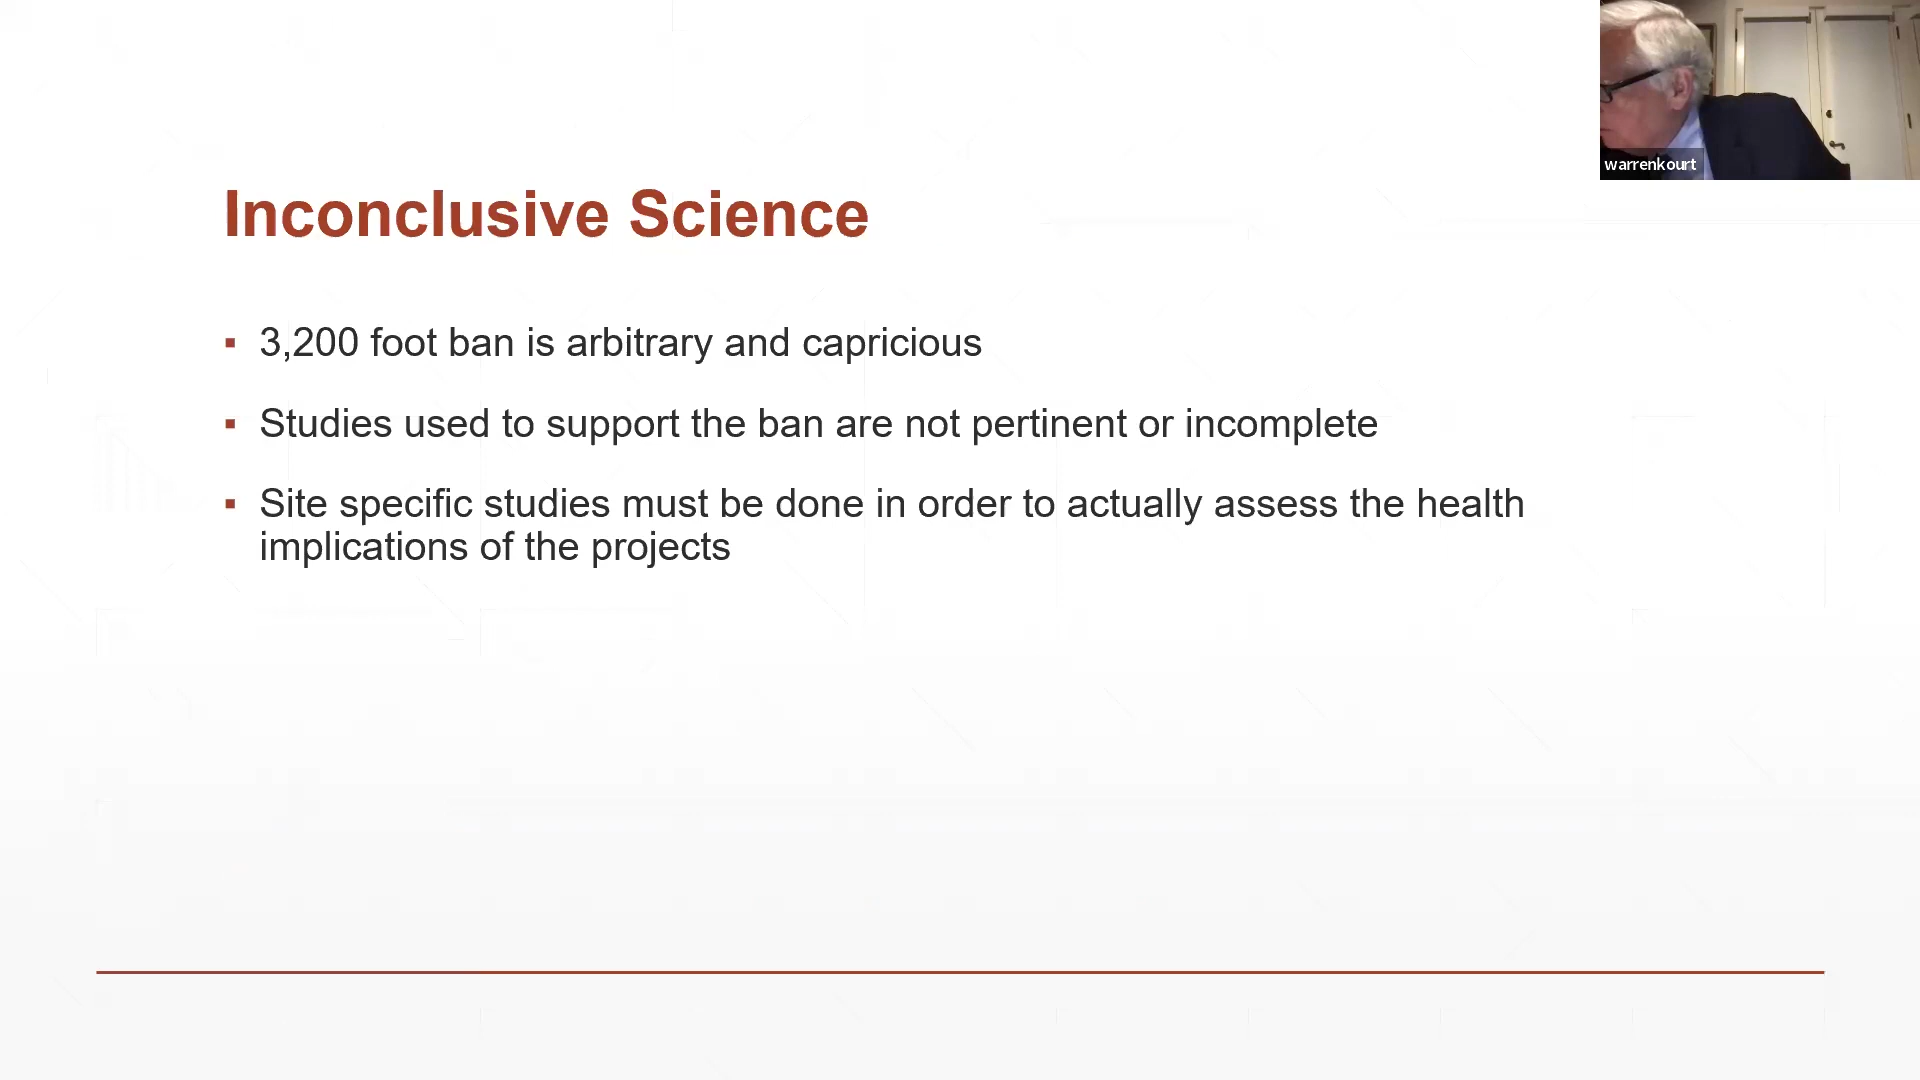 warrenkourt
Inconclusive Science
▪ 3,200 foot ban is arbitrary and capricious
▪ Studies used to support the ban are not pertinent or incomplete
▪ Site specific studies must be done in order to actually assess the health
implications of the projects